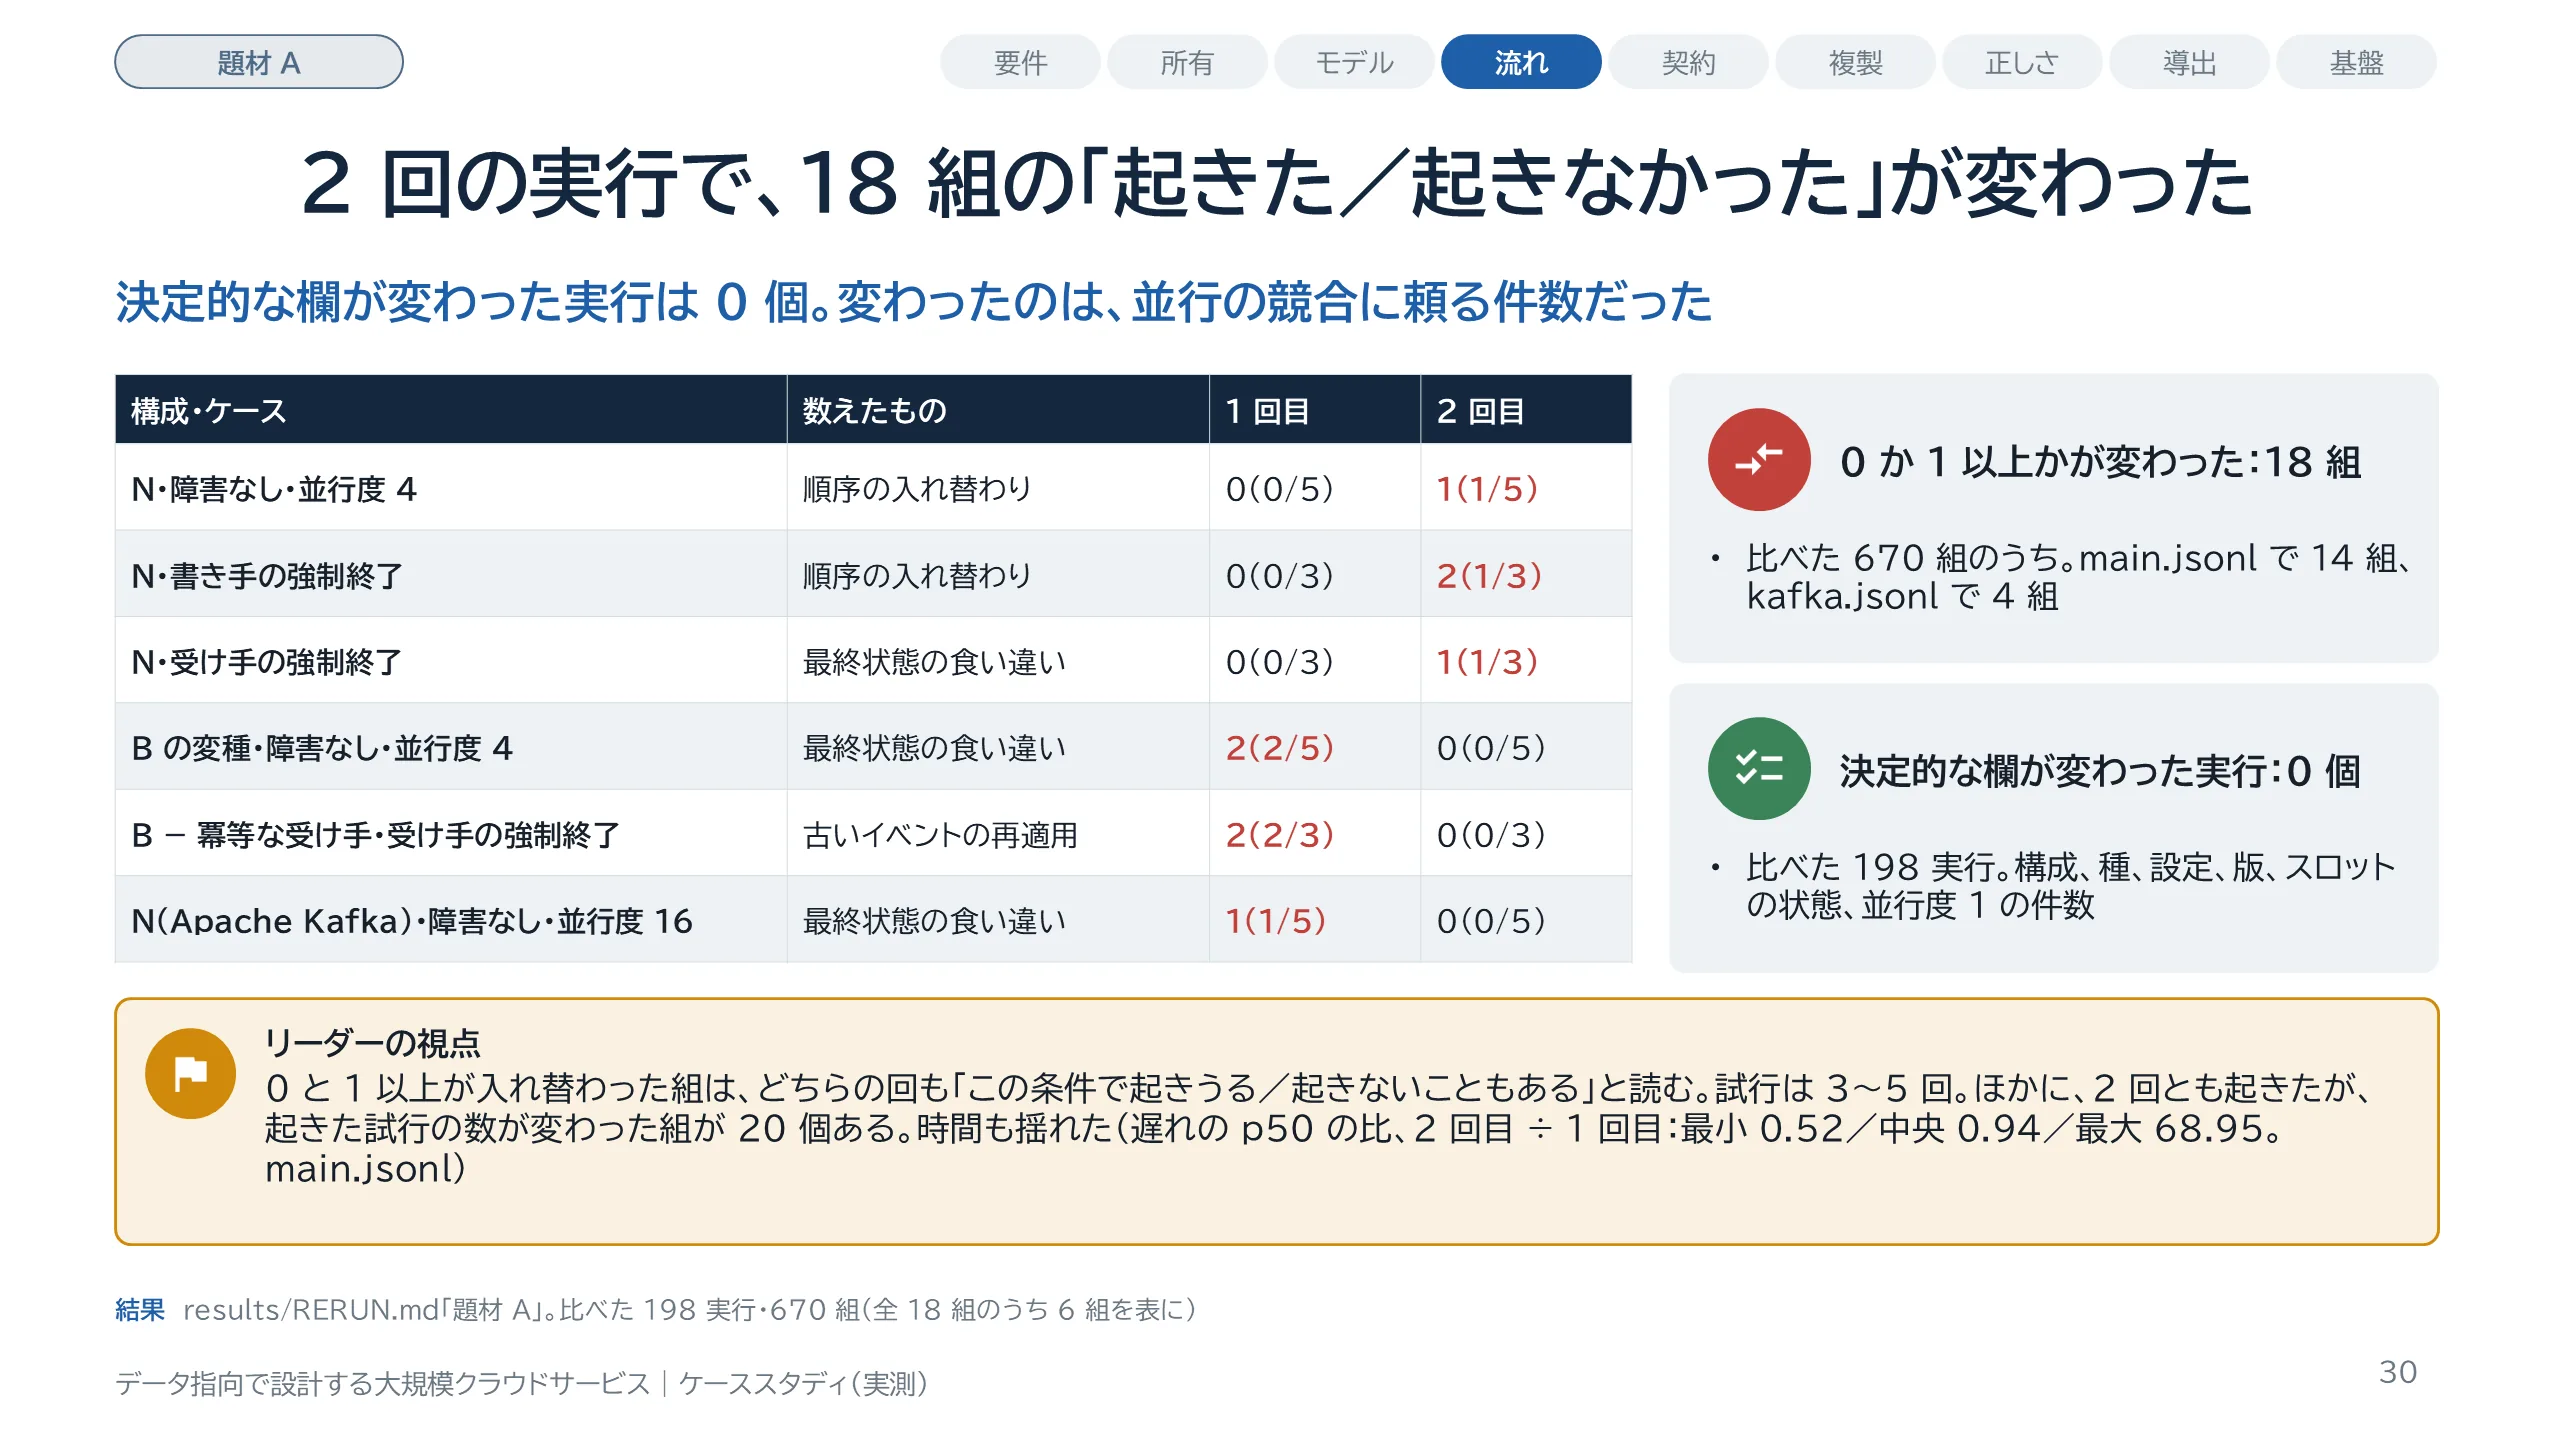 題材 A
要件
所有
モデル
流れ
契約
複製
正しさ
導出
基盤
2 回の実行で、18 組の「起きた／起きなかった」が変わった
決定的な欄が変わった実行は 0 個。変わったのは、並行の競合に頼る件数だった
構成・ケース 数えたもの 1 回目 2 回目
N・障害なし・並行度 4 順序の入れ替わり 0（0/5） 1（1/5）
N・書き手の強制終了 順序の入れ替わり 0（0/3） 2（1/3）
N・受け手の強制終了 最終状態の食い違い 0（0/3） 1（1/3）
B の変種・障害なし・並行度 4 最終状態の食い違い 2（2/5） 0（0/5）
B − 冪等な受け手・受け手の強制終了 古いイベントの再適用 2（2/3） 0（0/3）
N（Apache Kafka）・障害なし・並行度 16 最終状態の食い違い 1（1/5） 0（0/5）
0 か 1 以上かが変わった：18 組
• 比べた 670 組のうち。main.jsonl で 14 組、
kafka.jsonl で 4 組
決定的な欄が変わった実行：0 個
• 比べた 198 実行。構成、種、設定、版、スロット
の状態、並行度 1 の件数
リーダーの視点
0 と 1 以上が入れ替わった組は、どちらの回も「この条件で起きうる／起きないこともある」と読む。試行は 3〜5 回。ほかに、2 回とも起きたが、
起きた試行の数が変わった組が 20 個ある。時間も揺れた（遅れの p50 の比、2 回目 ÷ 1 回目：最小 0.52／中央 0.94／最大 68.95。
main.jsonl）
結果 results/RERUN.md「題材 A」。比べた 198 実行・670 組（全 18 組のうち 6 組を表に）
データ指向で設計する大規模クラウドサービス｜ケーススタディ（実測）
30